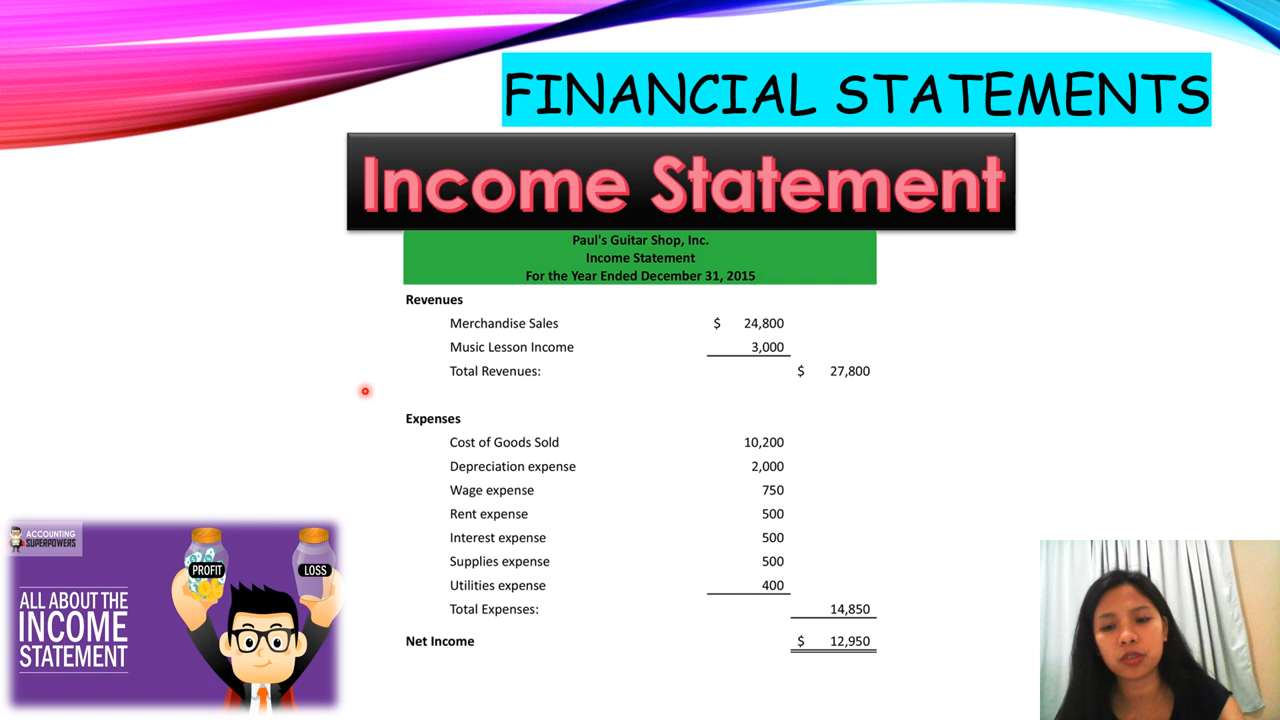 FINANCIAL STATEMENTS
Income Statement
Paul's Guitar Shop, Inc.
Income Statement
For the Year Ended December 31, 2015
Revenues
Merchandise Sales $ 24,800
Music Lesson Income 3,000
Total Revenues: $ 27,800
Expenses
Cost of Goods Sold 10,200
Depreciation expense 2,000
Wage expense 750
Rent expense 500
Interest expense 500
Supplies expense 500
Utilities expense 400
Total Expenses: 14,850
Net Income $ 12,950
ACCOUNTING
SUPERPOWERS
PROFIT
LOSS
ALL ABOUT THE
INCOME
STATEMENT